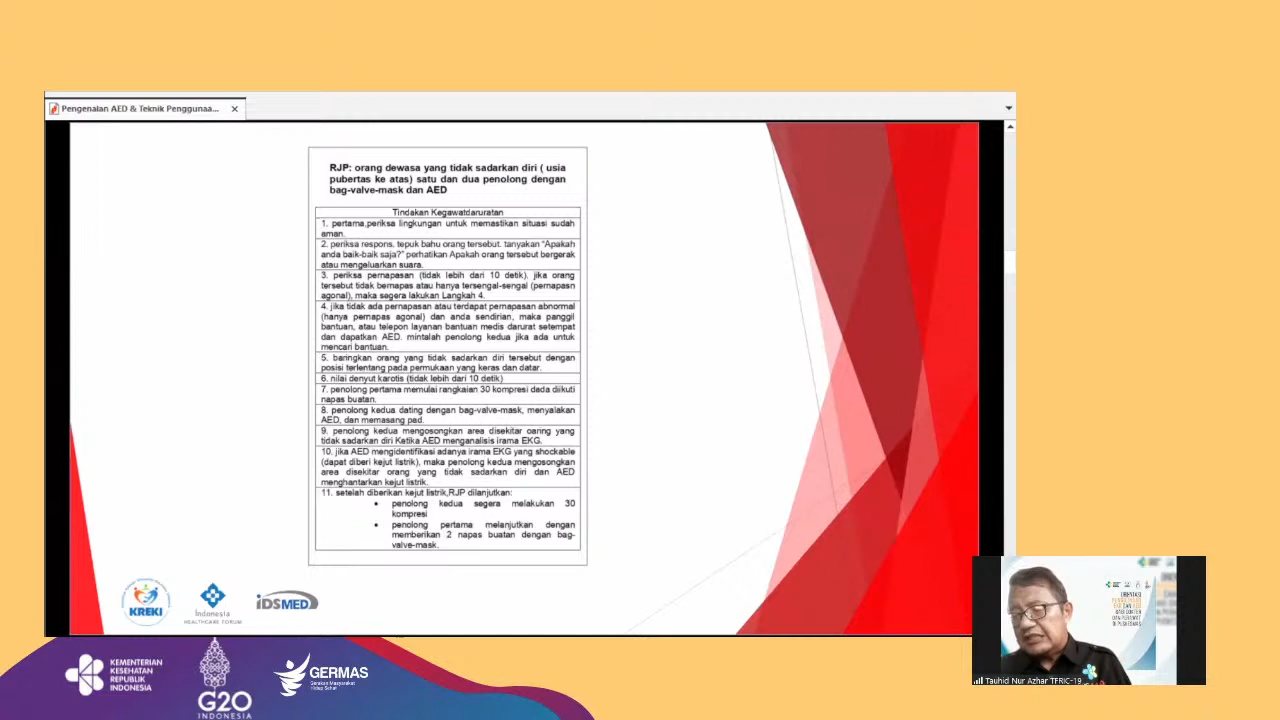 Pengenalan AED & Teknik Penggunaa...
RJP: orang dewasa yang tidak sadarkan diri ( usia
pubertas ke atas) satu dan dua penolong dengan
bag-valve-mask dan AED
Tindakan Kegawatdaruratan
1. pertama,periksa lingkungan untuk memastikan situasi sudah
aman.
2. periksa respons. tepuk bahu orang tersebut. tanyakan “Apakah
anda baik-baik saja?” perhatikan Apakah orang tersebut bergerak
atau mengeluarkan suara.
3. periksa pernapasan (tidak lebih dari 10 detik). jika orang
tersebut tidak bernapas atau hanya tersengal-sengal (pernapasn
agonal), maka segera lakukan Langkah 4.
4. jika tidak ada pernapasan atau terdapat pernapasan abnormal
(hanya pernapas agonal) dan anda sendirian, maka panggil
bantuan, atau telepon layanan bantuan medis darurat setempat
dan dapatkan AED. mintalah penolong kedua jika ada untuk
mencari bantuan.
5. baringkan orang yang tidak sadarkan diri tersebut dengan
posisi terlentang pada permukaan yang keras dan datar.
6. nilai denyut karotis (tidak lebih dari 10 detik)
7. penolong pertama memulai rangkaian 30 kompresi dada diikuti
napas buatan.
8. penolong kedua dating dengan bag-valve-mask, menyalakan
AED, dan memasang pad.
9. penolong kedua mengosongkan area disekitar oaring yang
tidak sadarkan diri Ketika AED menganalisis irama EKG.
10. jika AED mengidentifikasi adanya irama EKG yang shockable
(dapat diberi kejut listrik), maka penolong kedua mengosongkan
area disekitar orang yang tidak sadarkan diri dan AED
menghantarkan kejut listrik.
11. setelah diberikan kejut listrik,RJP dilanjutkan:
• penolong kedua segera melakukan 30
kompresi
• penolong pertama melanjutkan dengan
memberikan 2 napas buatan dengan bag-
valve-mask.
KREKI
Indonesia
HEALTHCARE FORUM
iDSMED
KEMENTERIAN
KESEHATAN
REPUBLIK
INDONESIA
G20
INDONESIA
GERMAS
Gerakan Masyarakat
Hidup Sehat
DAN
BAGI DOKTER
DAN PERAWAT
DI PUSKESMAS
Tauhid Nur Azhar TFRIC-19